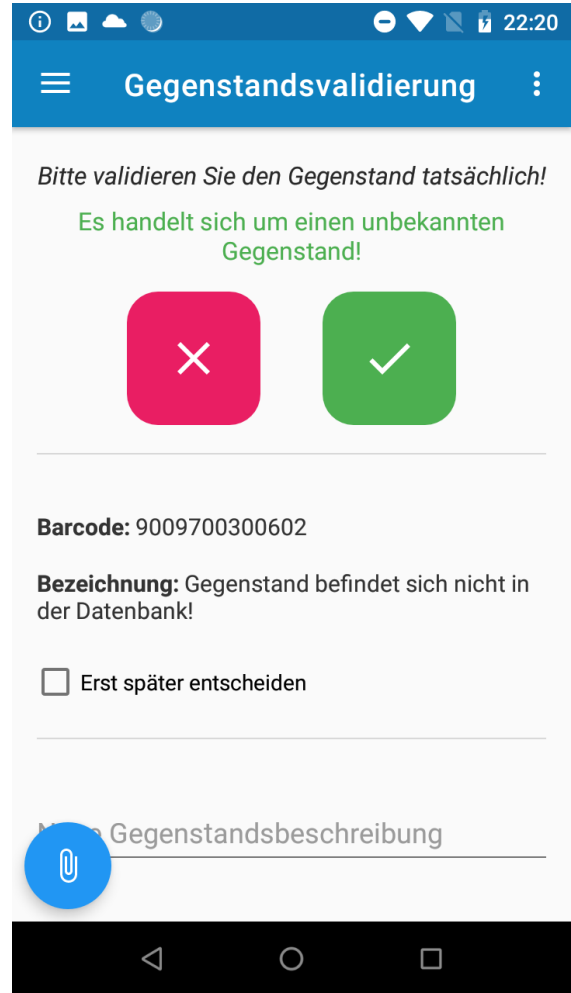 22:20
Gegenstandsvalidierung
Bitte validieren Sie den Gegenstand tatsächlich!
Es handelt sich um einen unbekannten
Gegenstand!
Barcode: 9009700300602
Bezeichnung: Gegenstand befindet sich nicht in
der Datenbank!
Erst später entscheiden
Gegenstandsbeschreibung